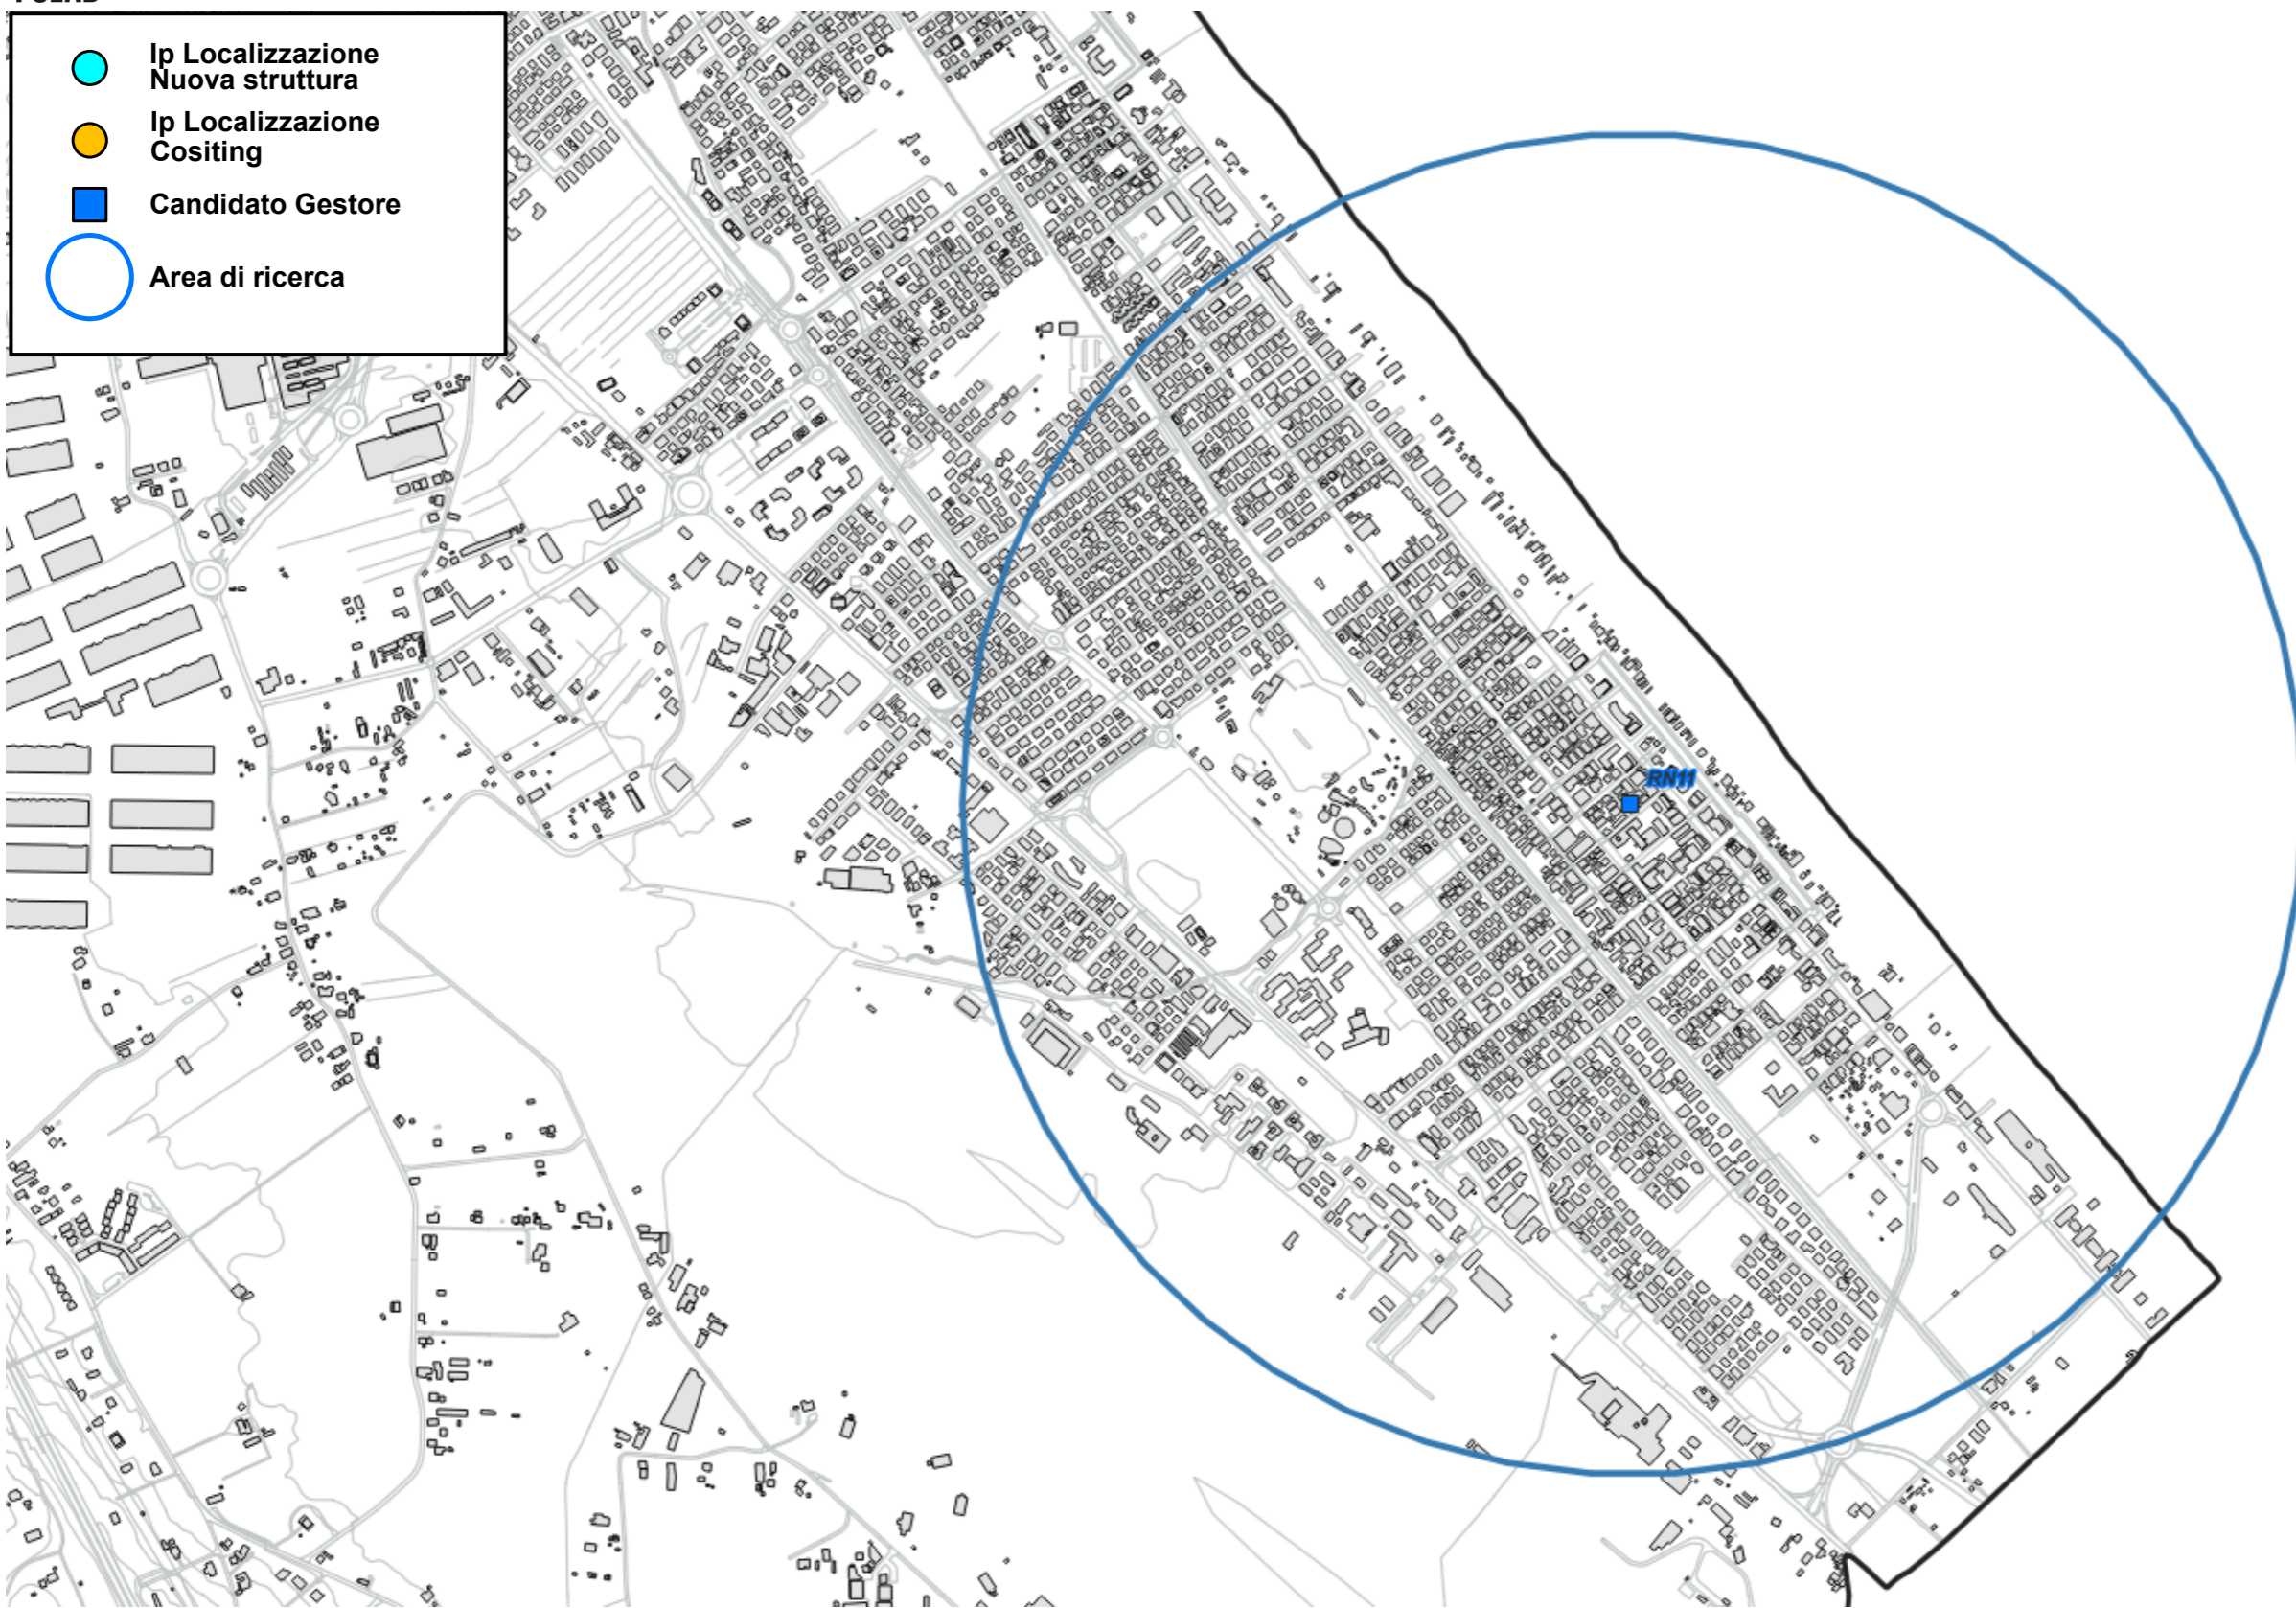 Ip Localizzazione
Nuova struttura
Ip Localizzazione
Cositing
Candidato Gestore
Area di ricerca
RN11